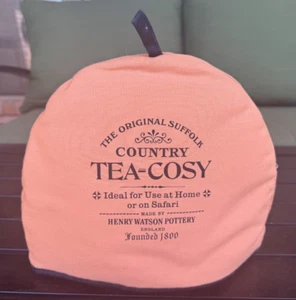 THE ORIGINAL SUFFOLK
COUNTRY
TEA-COSY
Ideal for Use at Home
or on Safari
MADE BY
HENRY WATSON POTTERY
ENGLAND
Founded 1800